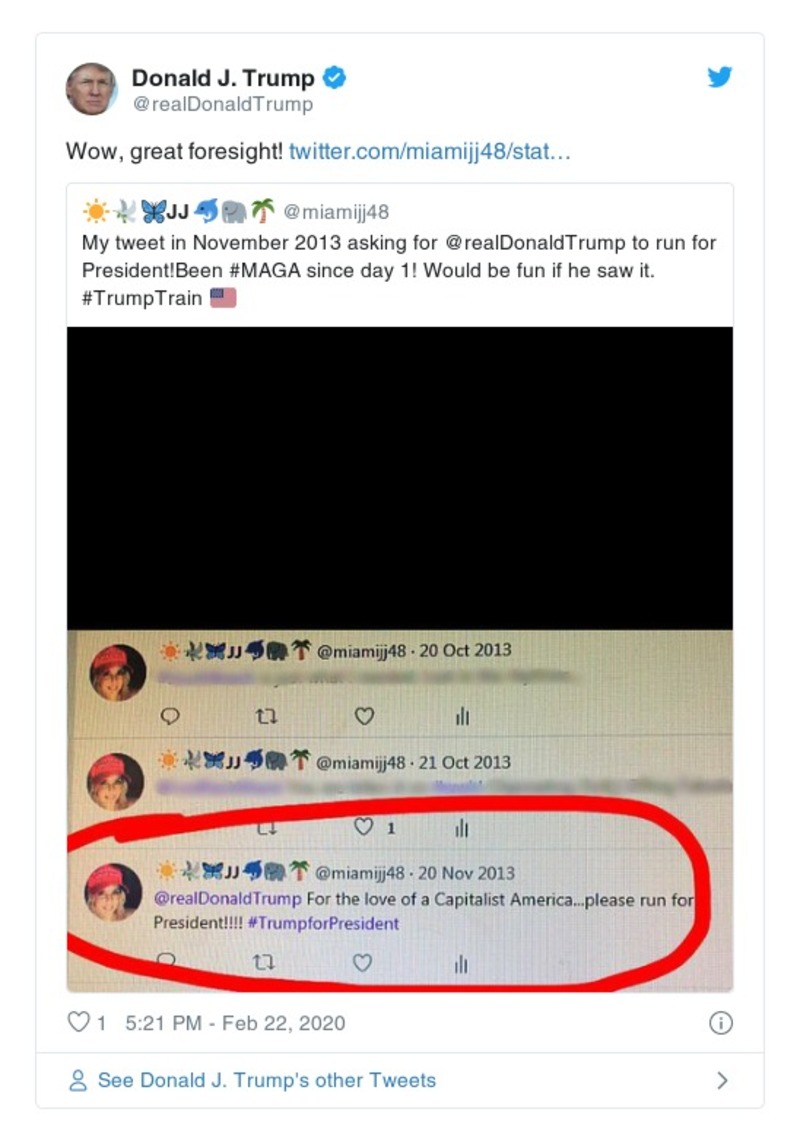 Donald J. Trump
@realDonaldTrump
Wow, great foresight! twitter.com/miamijj48/stat…
☀️🕊🦋JJ🐬🐘🌴 @miamijj48
My tweet in November 2013 asking for @realDonaldTrump to run for
President!Been #MAGA since day 1! Would be fun if he saw it.
#TrumpTrain 🇺🇸
☀️🕊🦋JJ🐬🐘🌴 @miamijj48 · 20 Oct 2013
☀️🕊🦋JJ🐬🐘🌴 @miamijj48 · 21 Oct 2013
1
☀️🕊🦋JJ🐬🐘🌴 @miamijj48 · 20 Nov 2013
@realDonaldTrump For the love of a Capitalist America...please run for
President!!!! #TrumpforPresident
1 5:21 PM - Feb 22, 2020
See Donald J. Trump's other Tweets